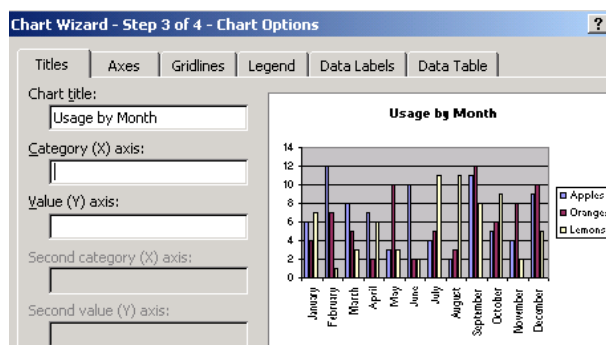 Chart Wizard - Step 3 of 4 - Chart Options
?
Titles
Axes
Gridlines
Legend
Data Labels
Data Table
Chart title:
Usage by Month
Category (X) axis:
Value (Y) axis:
Second category (X) axis:
Second value (Y) axis:
Usage by Month
14
12
10
8
6
4
2
0
January
February
March
April
May
June
July
August
September
October
November
December
Apples
Oranges
Lemons